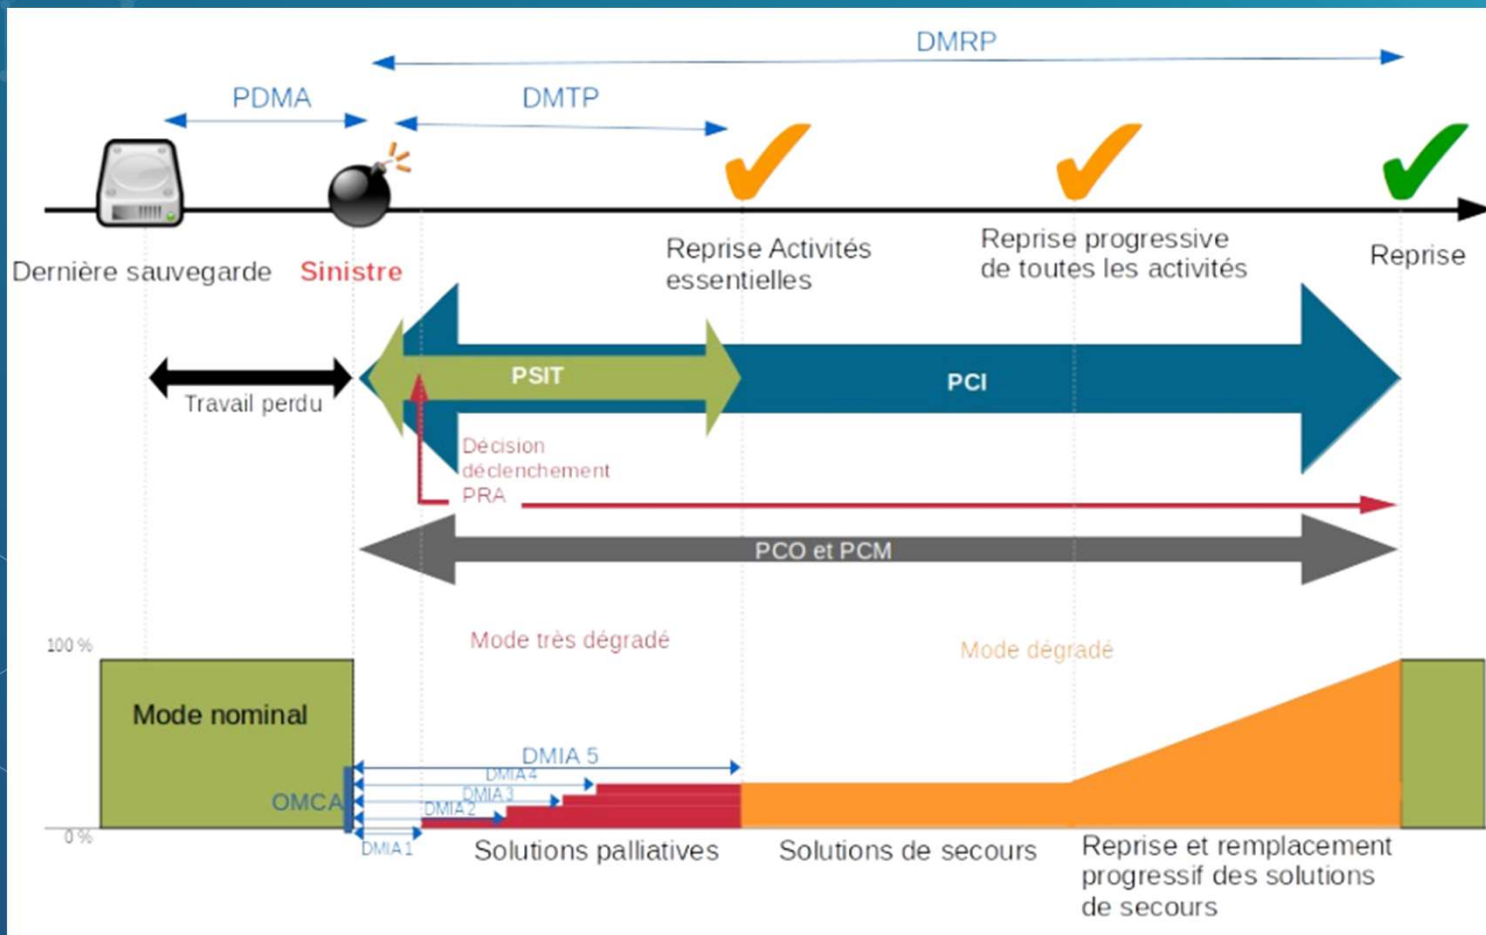 DMRP
PDMA
DMTP
Dernière sauvegarde
Sinistre
Reprise Activités
essentielles
Reprise progressive
de toutes les activités
Reprise
Travail perdu
PSIT
PCI
Décision
déclenchement
PRA
PCO et PCM
100 %
Mode très dégradé
Mode dégradé
Mode nominal
DMIA 5
DMIA 4
DMIA 3
DMIA 2
OMCA
0 %
DMIA 1
Solutions palliatives
Solutions de secours
Reprise et remplacement
progressif des solutions
de secours